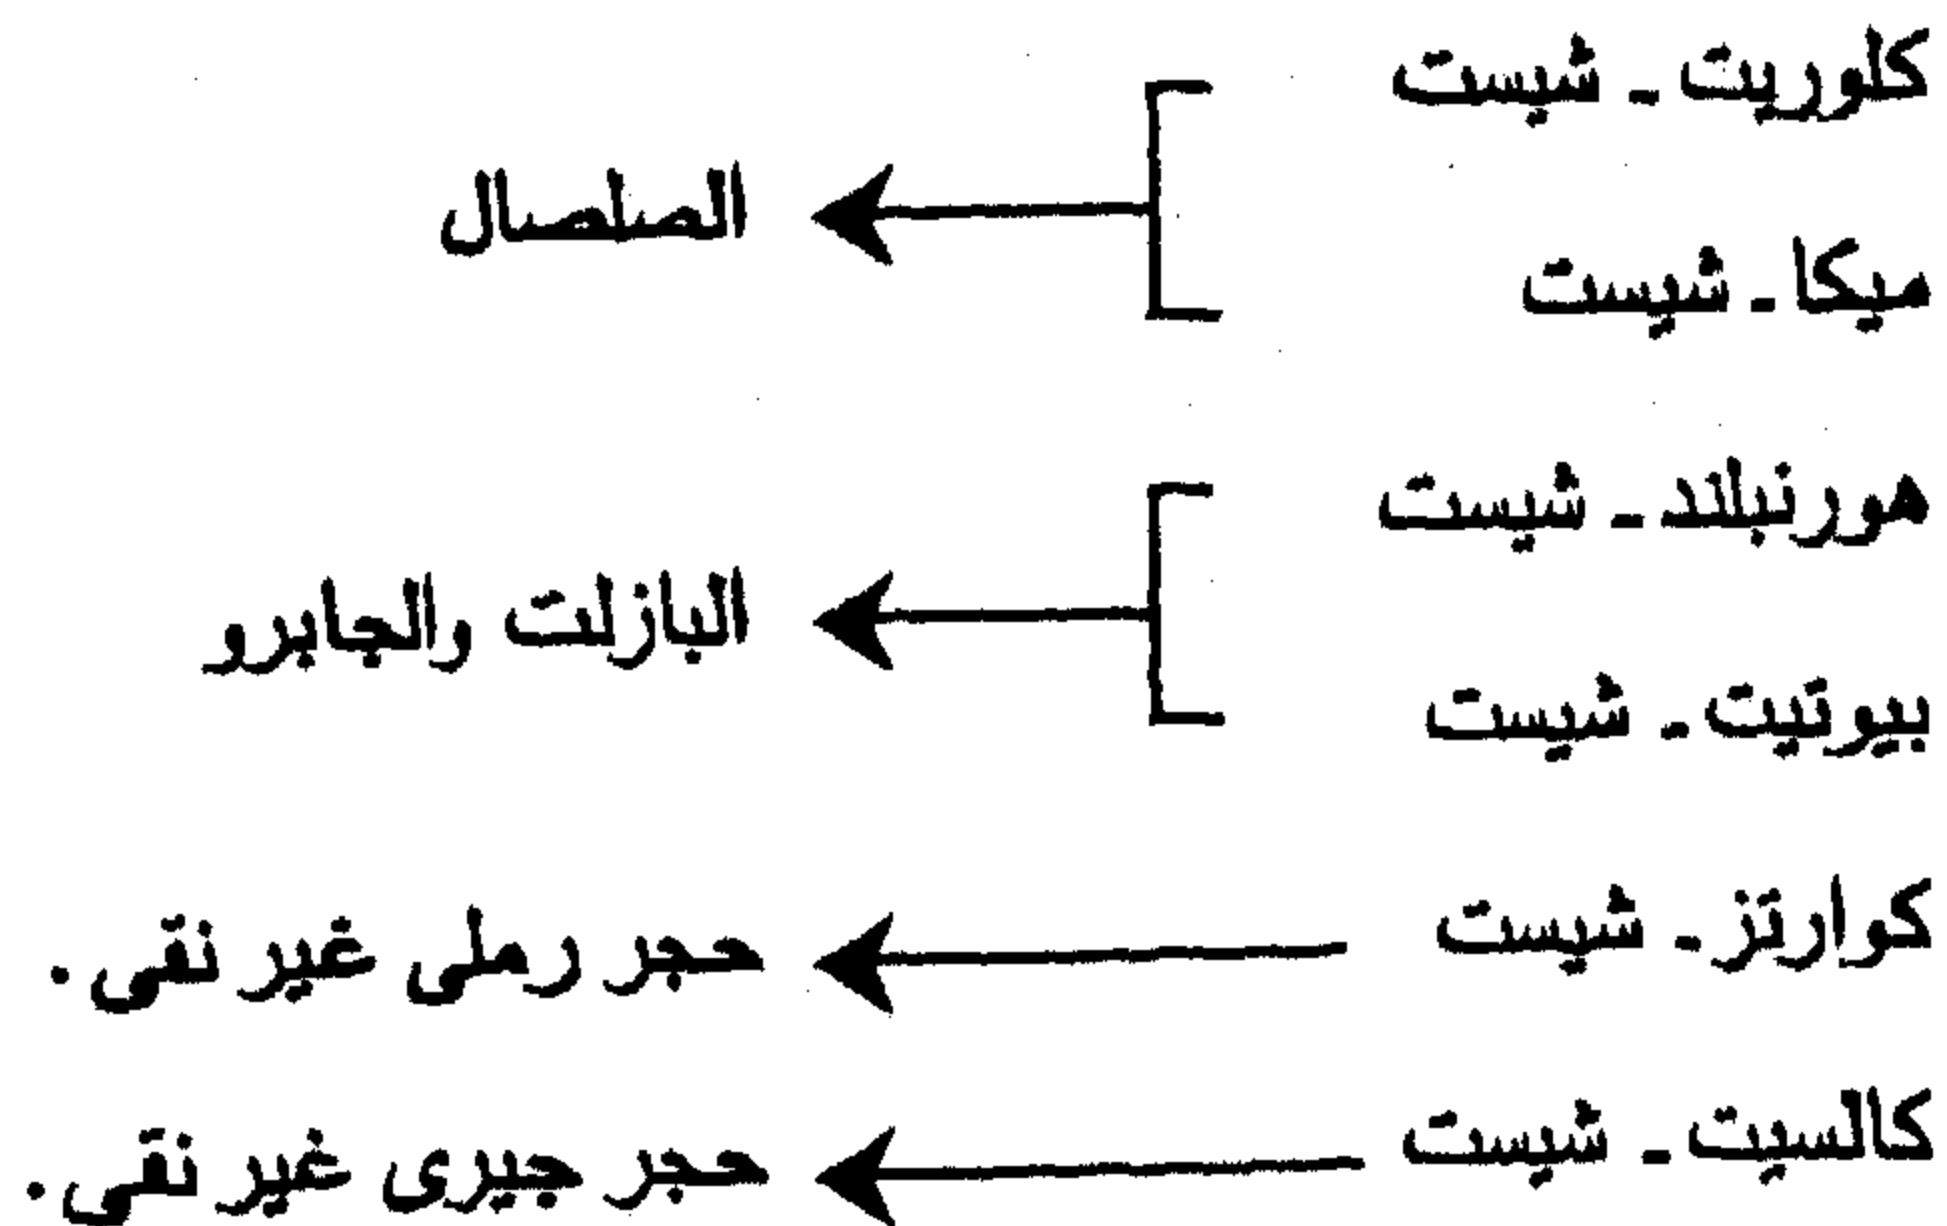 كلوريت - شيست
الصلصال
ميكا - شيست
هورنبلند - شيست
البازلت والجابرو
بيوتيت - شيست
كوارتز - شيست
حجر رملى غير نقى .
كالسيت - شيست
حجر جيرى غير نقى .